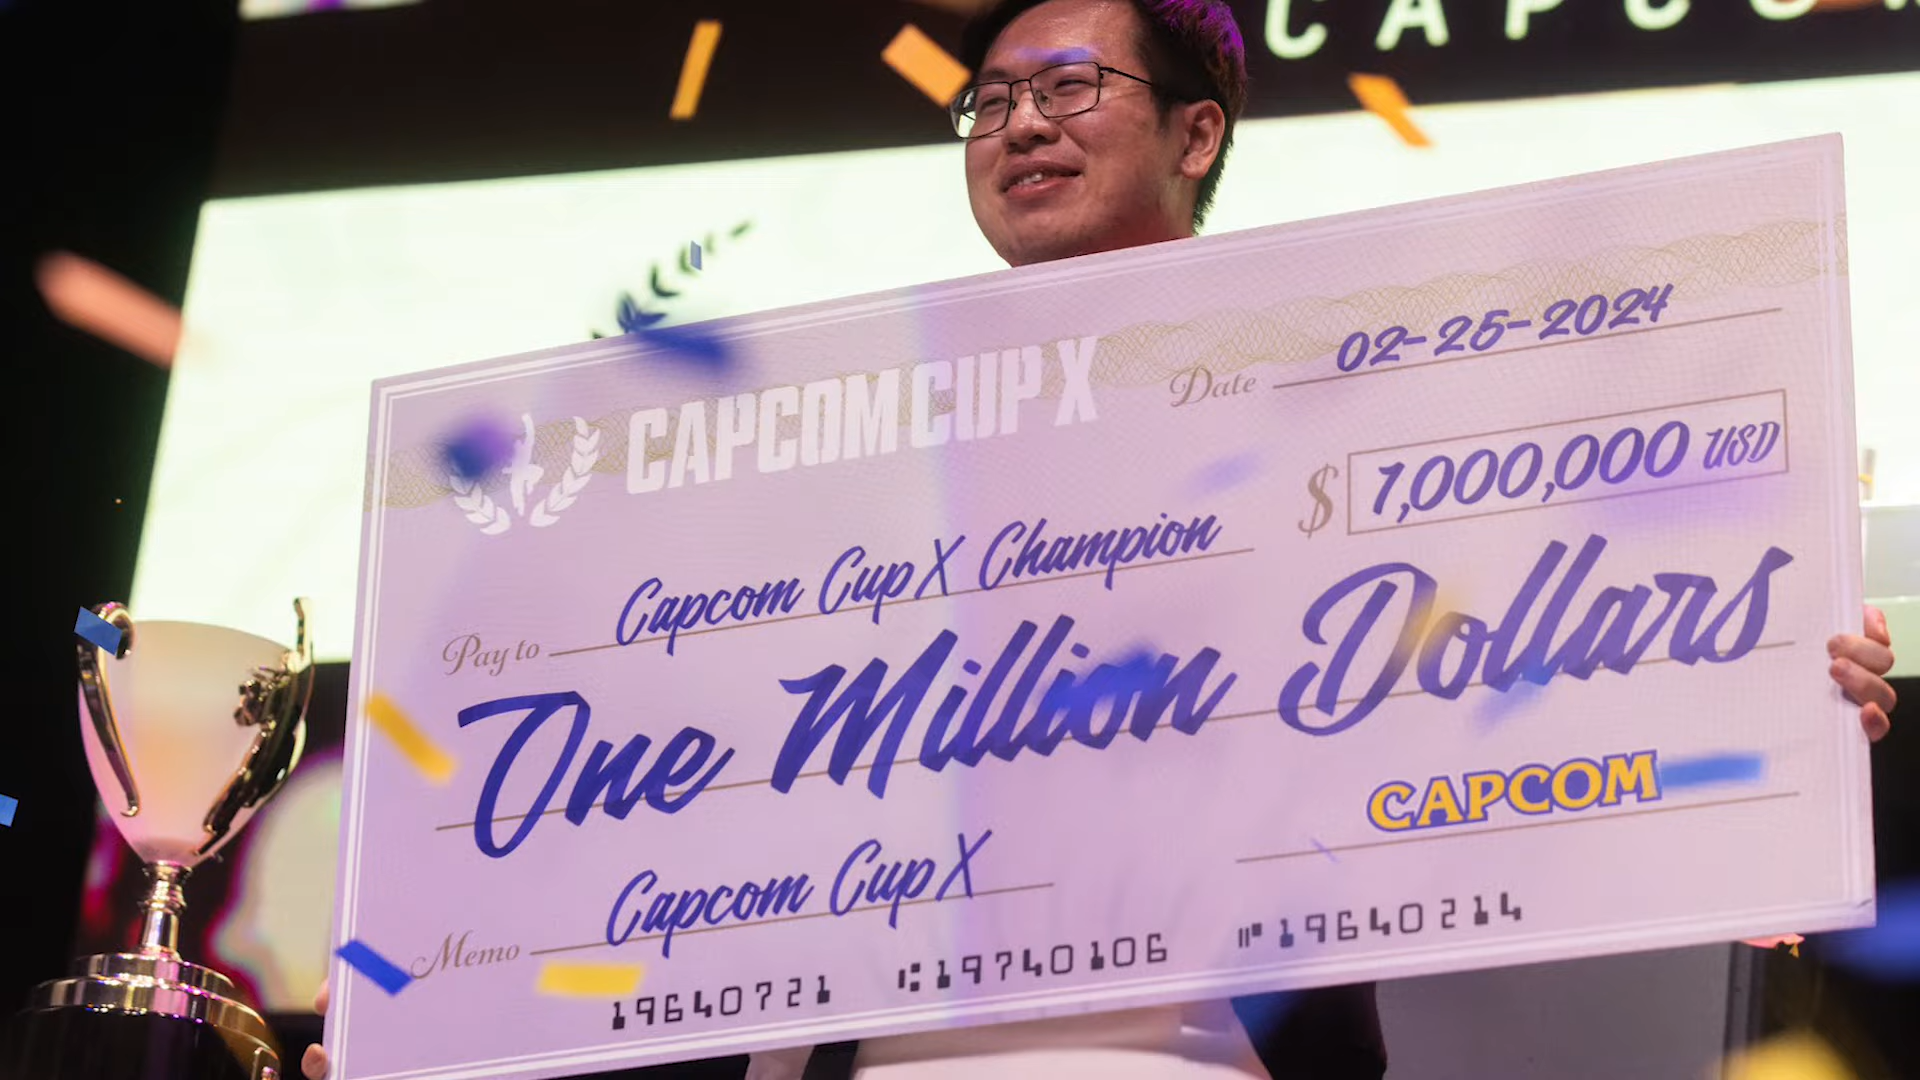 CAPCOM
CAPCOM CUP X
Date 02-25-2024
$ 1,000,000 USD
Pay to Capcom Cup X Champion
One Million Dollars
CAPCOM
Memo Capcom Cup X
19640721 ⑆19740106 ⑈19640214